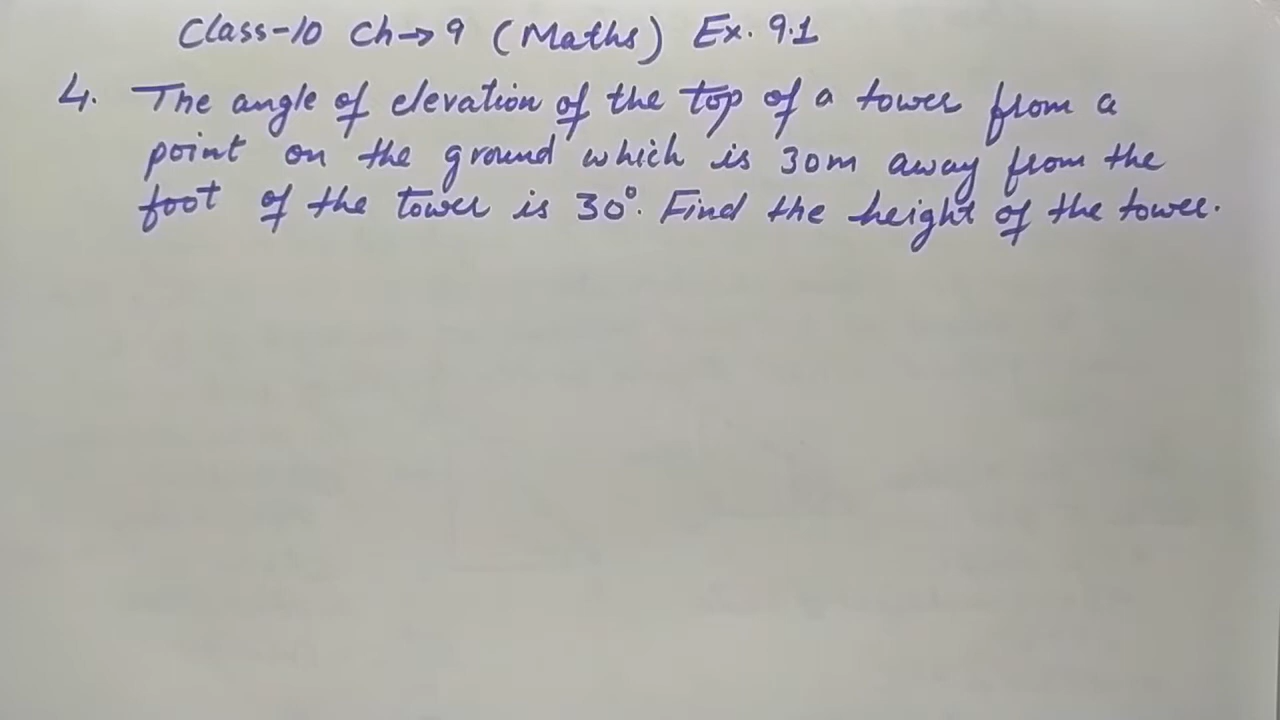 Class-10 Ch→9 (Maths) Ex. 9.1
4. The angle of elevation of the top of a tower from a
point on the ground which is 30m away from the
foot of the tower is 30°. Find the height of the tower.